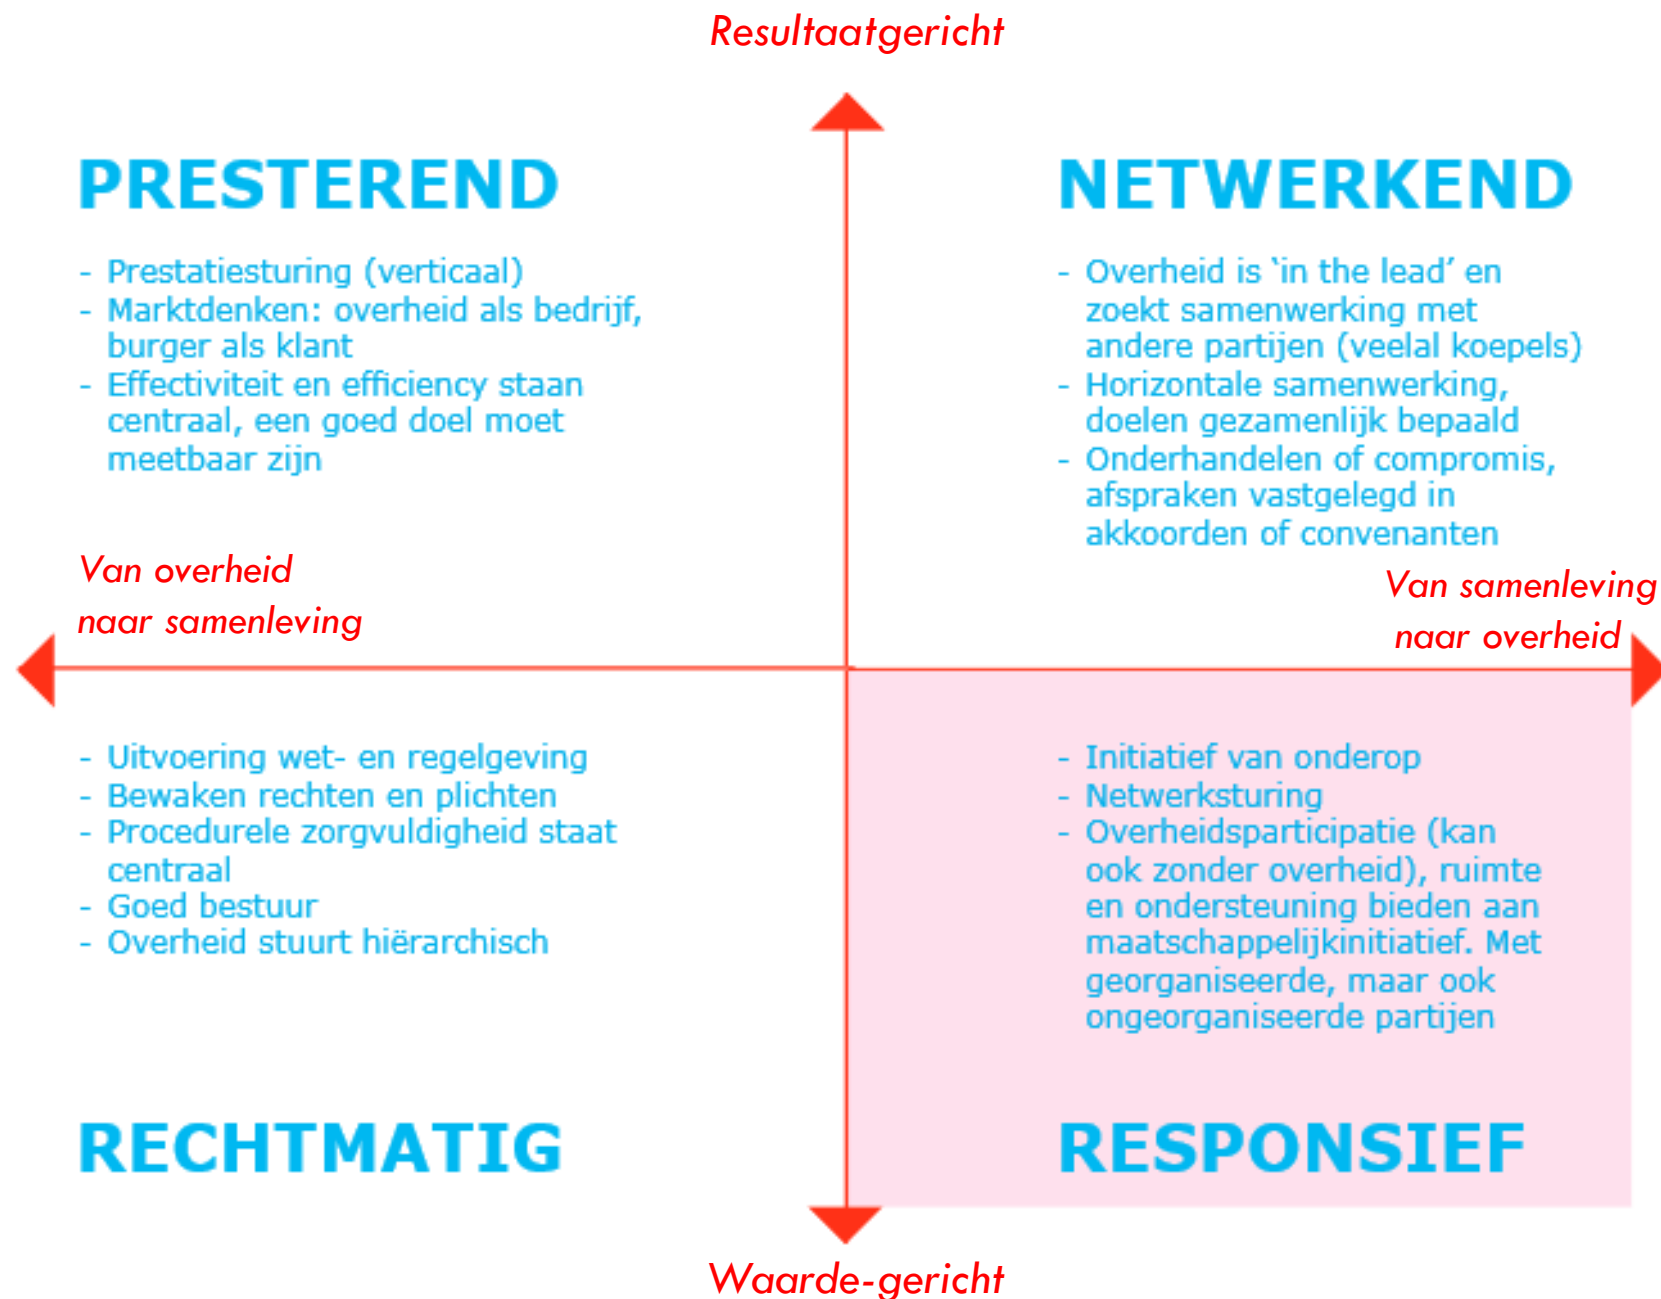 Resultaatgericht
PRESTEREND
- Prestatiesturing (verticaal)
- Marktdenken: overheid als bedrijf,
burger als klant
- Effectiviteit en efficiency staan
centraal, een goed doel moet
meetbaar zijn
NETWERKEND
- Overheid is ‘in the lead’ en
zoekt samenwerking met
andere partijen (veelal koepels)
- Horizontale samenwerking,
doelen gezamenlijk bepaald
- Onderhandelen of compromis,
afspraken vastgelegd in
akkoorden of convenanten
Van overheid
naar samenleving
Van samenleving
naar overheid
- Uitvoering wet- en regelgeving
- Bewaken rechten en plichten
- Procedurele zorgvuldigheid staat
centraal
- Goed bestuur
- Overheid stuurt hiërarchisch
RECHTMATIG
- Initiatief van onderop
- Netwerksturing
- Overheidsparticipatie (kan
ook zonder overheid), ruimte
en ondersteuning bieden aan
maatschappelijkinitiatief. Met
georganiseerde, maar ook
ongeorganiseerde partijen
RESPONSIEF
Waarde-gericht